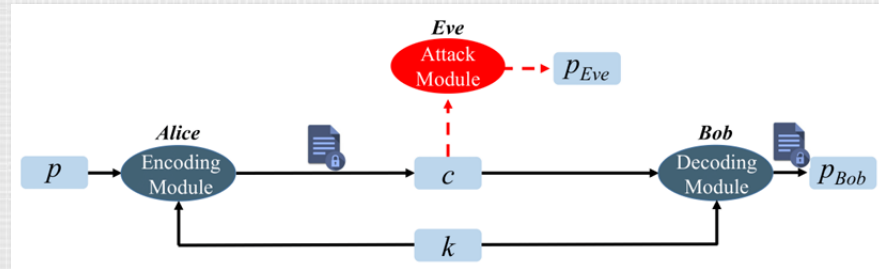 Eve
Attack
Module
p_Eve
Alice
Bob
p
Encoding
Module
c
Decoding
Module
p_Bob
k